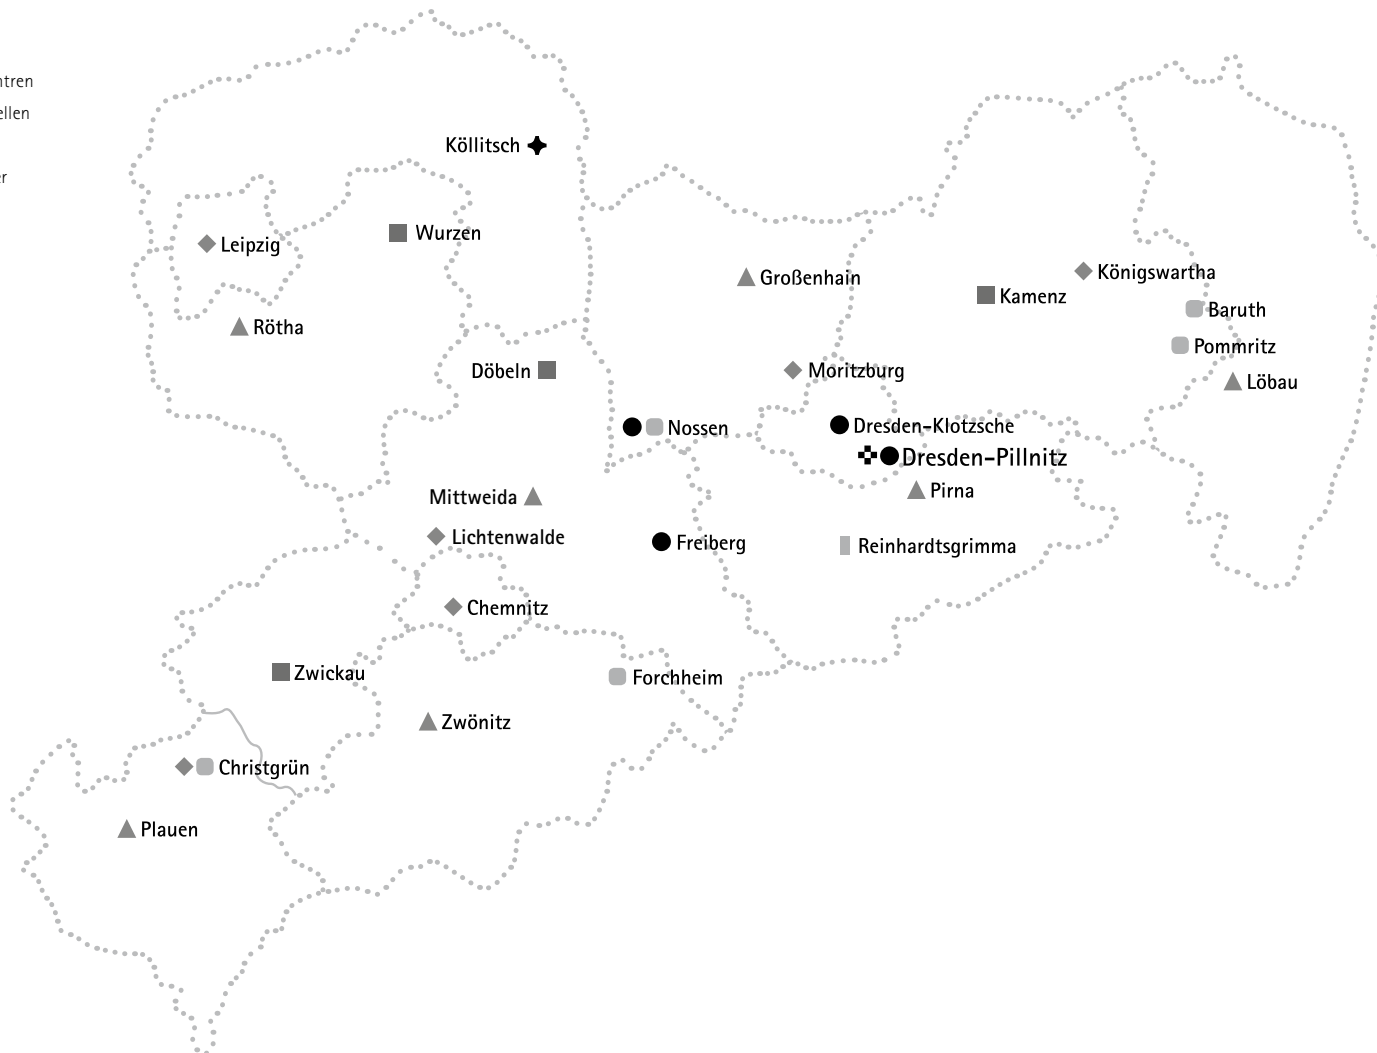 ntren
ellen
Köllitsch
er
Wurzen
Leipzig
Königswartha
Großenhain
Kamenz
Baruth
Rötha
Pommritz
Döbeln
Moritzburg
Löbau
Dresden-Klotzsche
Nossen
Dresden-Pillnitz
Pirna
Mittweida
Lichtenwalde
Freiberg
Reinhardtsgrimma
Chemnitz
Zwickau
Forchheim
Zwönitz
Christgrün
Plauen